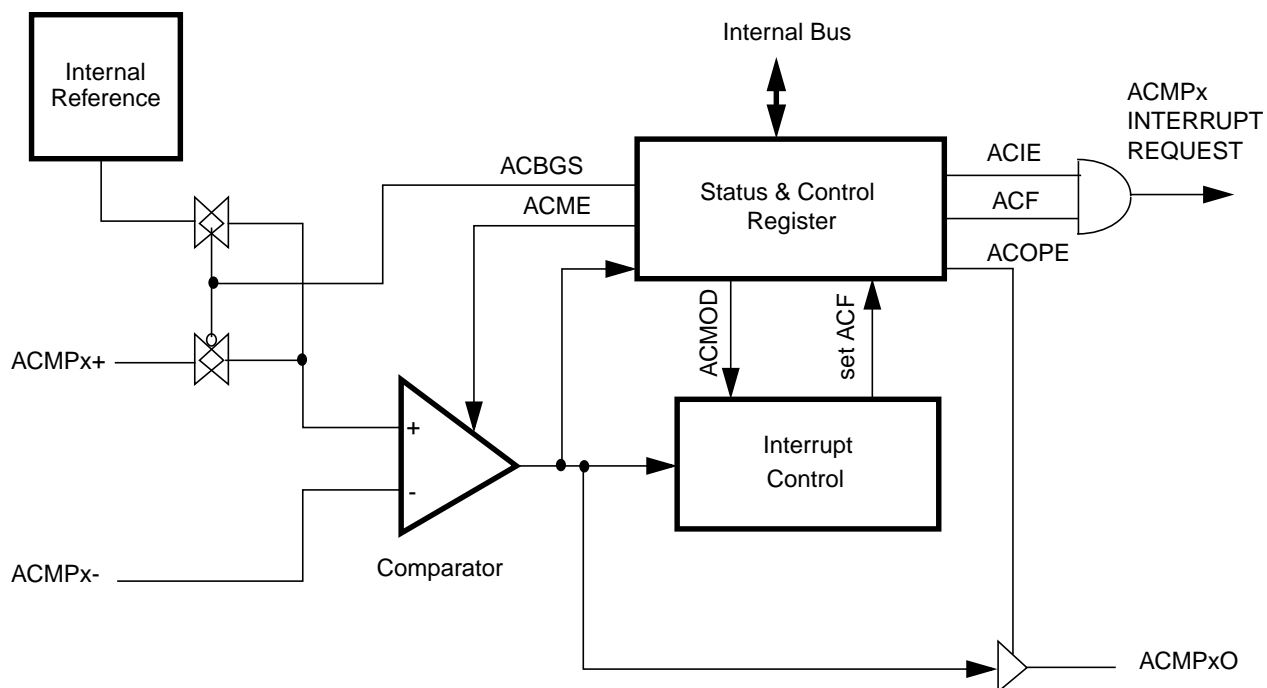 Internal Bus
Internal
Reference
ACMPx
INTERRUPT
REQUEST
ACBGS
ACME
Status & Control
Register
ACIE
ACF
ACOPE
ACMOD
set ACF
ACMPx+
+
-
Interrupt
Control
Comparator
ACMPx-
ACMPxO